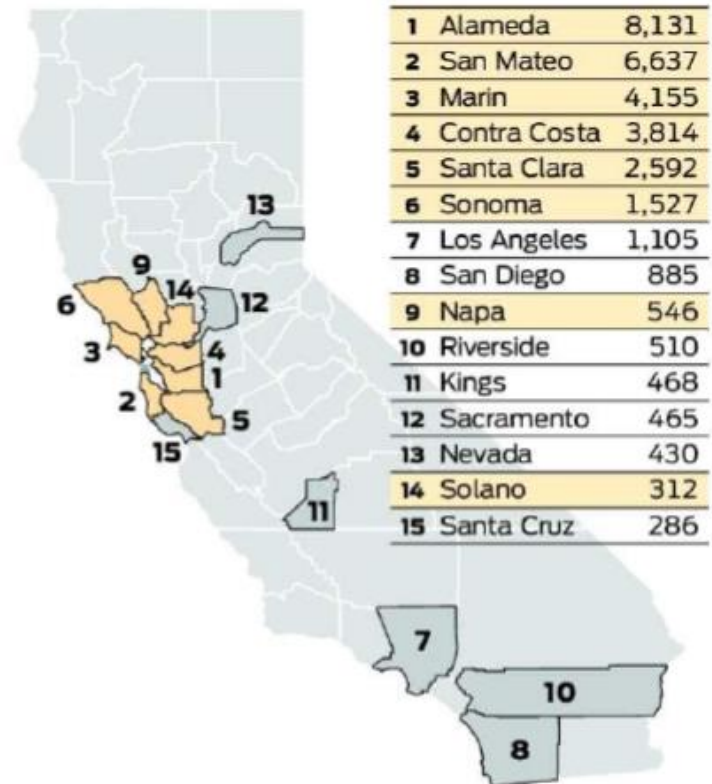 1 Alameda 8,131
2 San Mateo 6,637
3 Marin 4,155
4 Contra Costa 3,814
5 Santa Clara 2,592
6 Sonoma 1,527
7 Los Angeles 1,105
8 San Diego 885
9 Napa 546
10 Riverside 510
11 Kings 468
12 Sacramento 465
13 Nevada 430
14 Solano 312
15 Santa Cruz 286
13
9
14
6
12
3
4
1
2
5
15
11
7
10
8